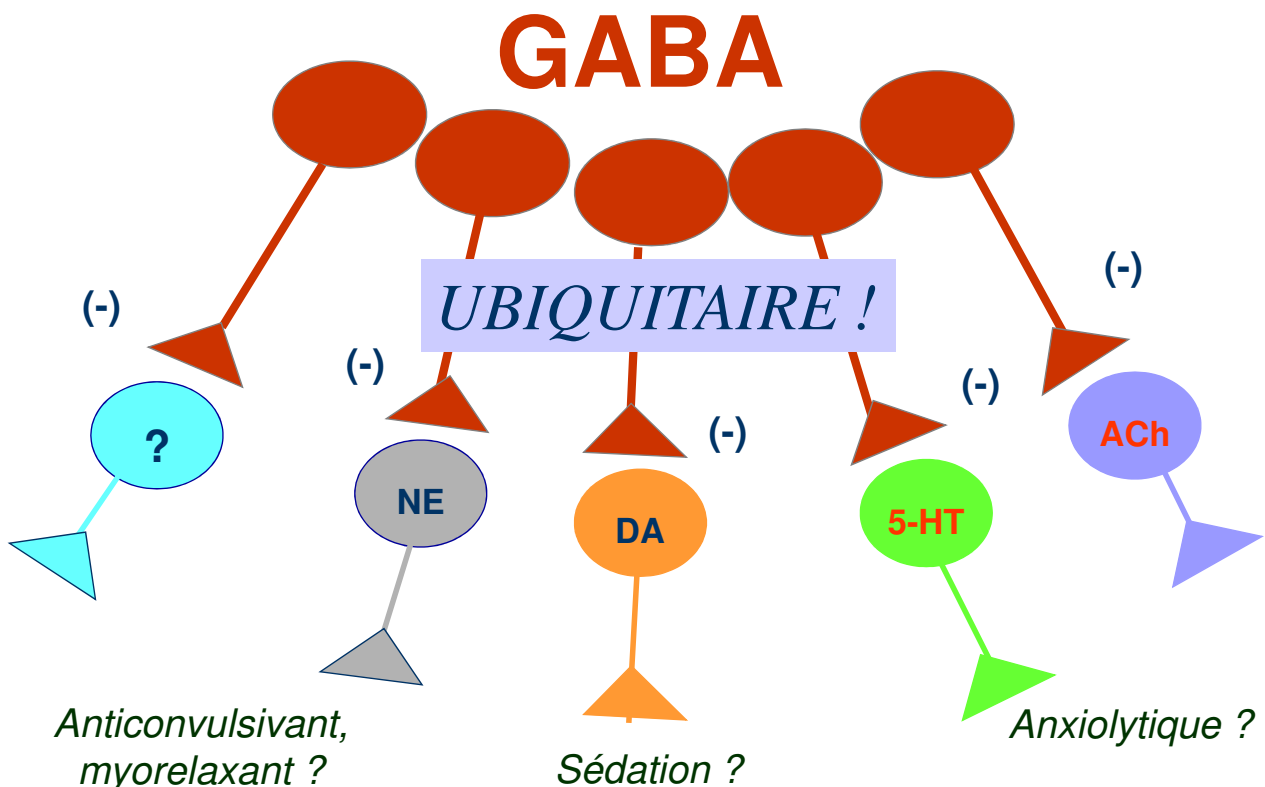 GABA
UBIQUITAIRE !
(-)
(-)
(-)
(-)
(-)
?
NE
DA
5-HT
ACh
Anticonvulsivant,
myorelaxant ?
Sédation ?
Anxiolytique ?